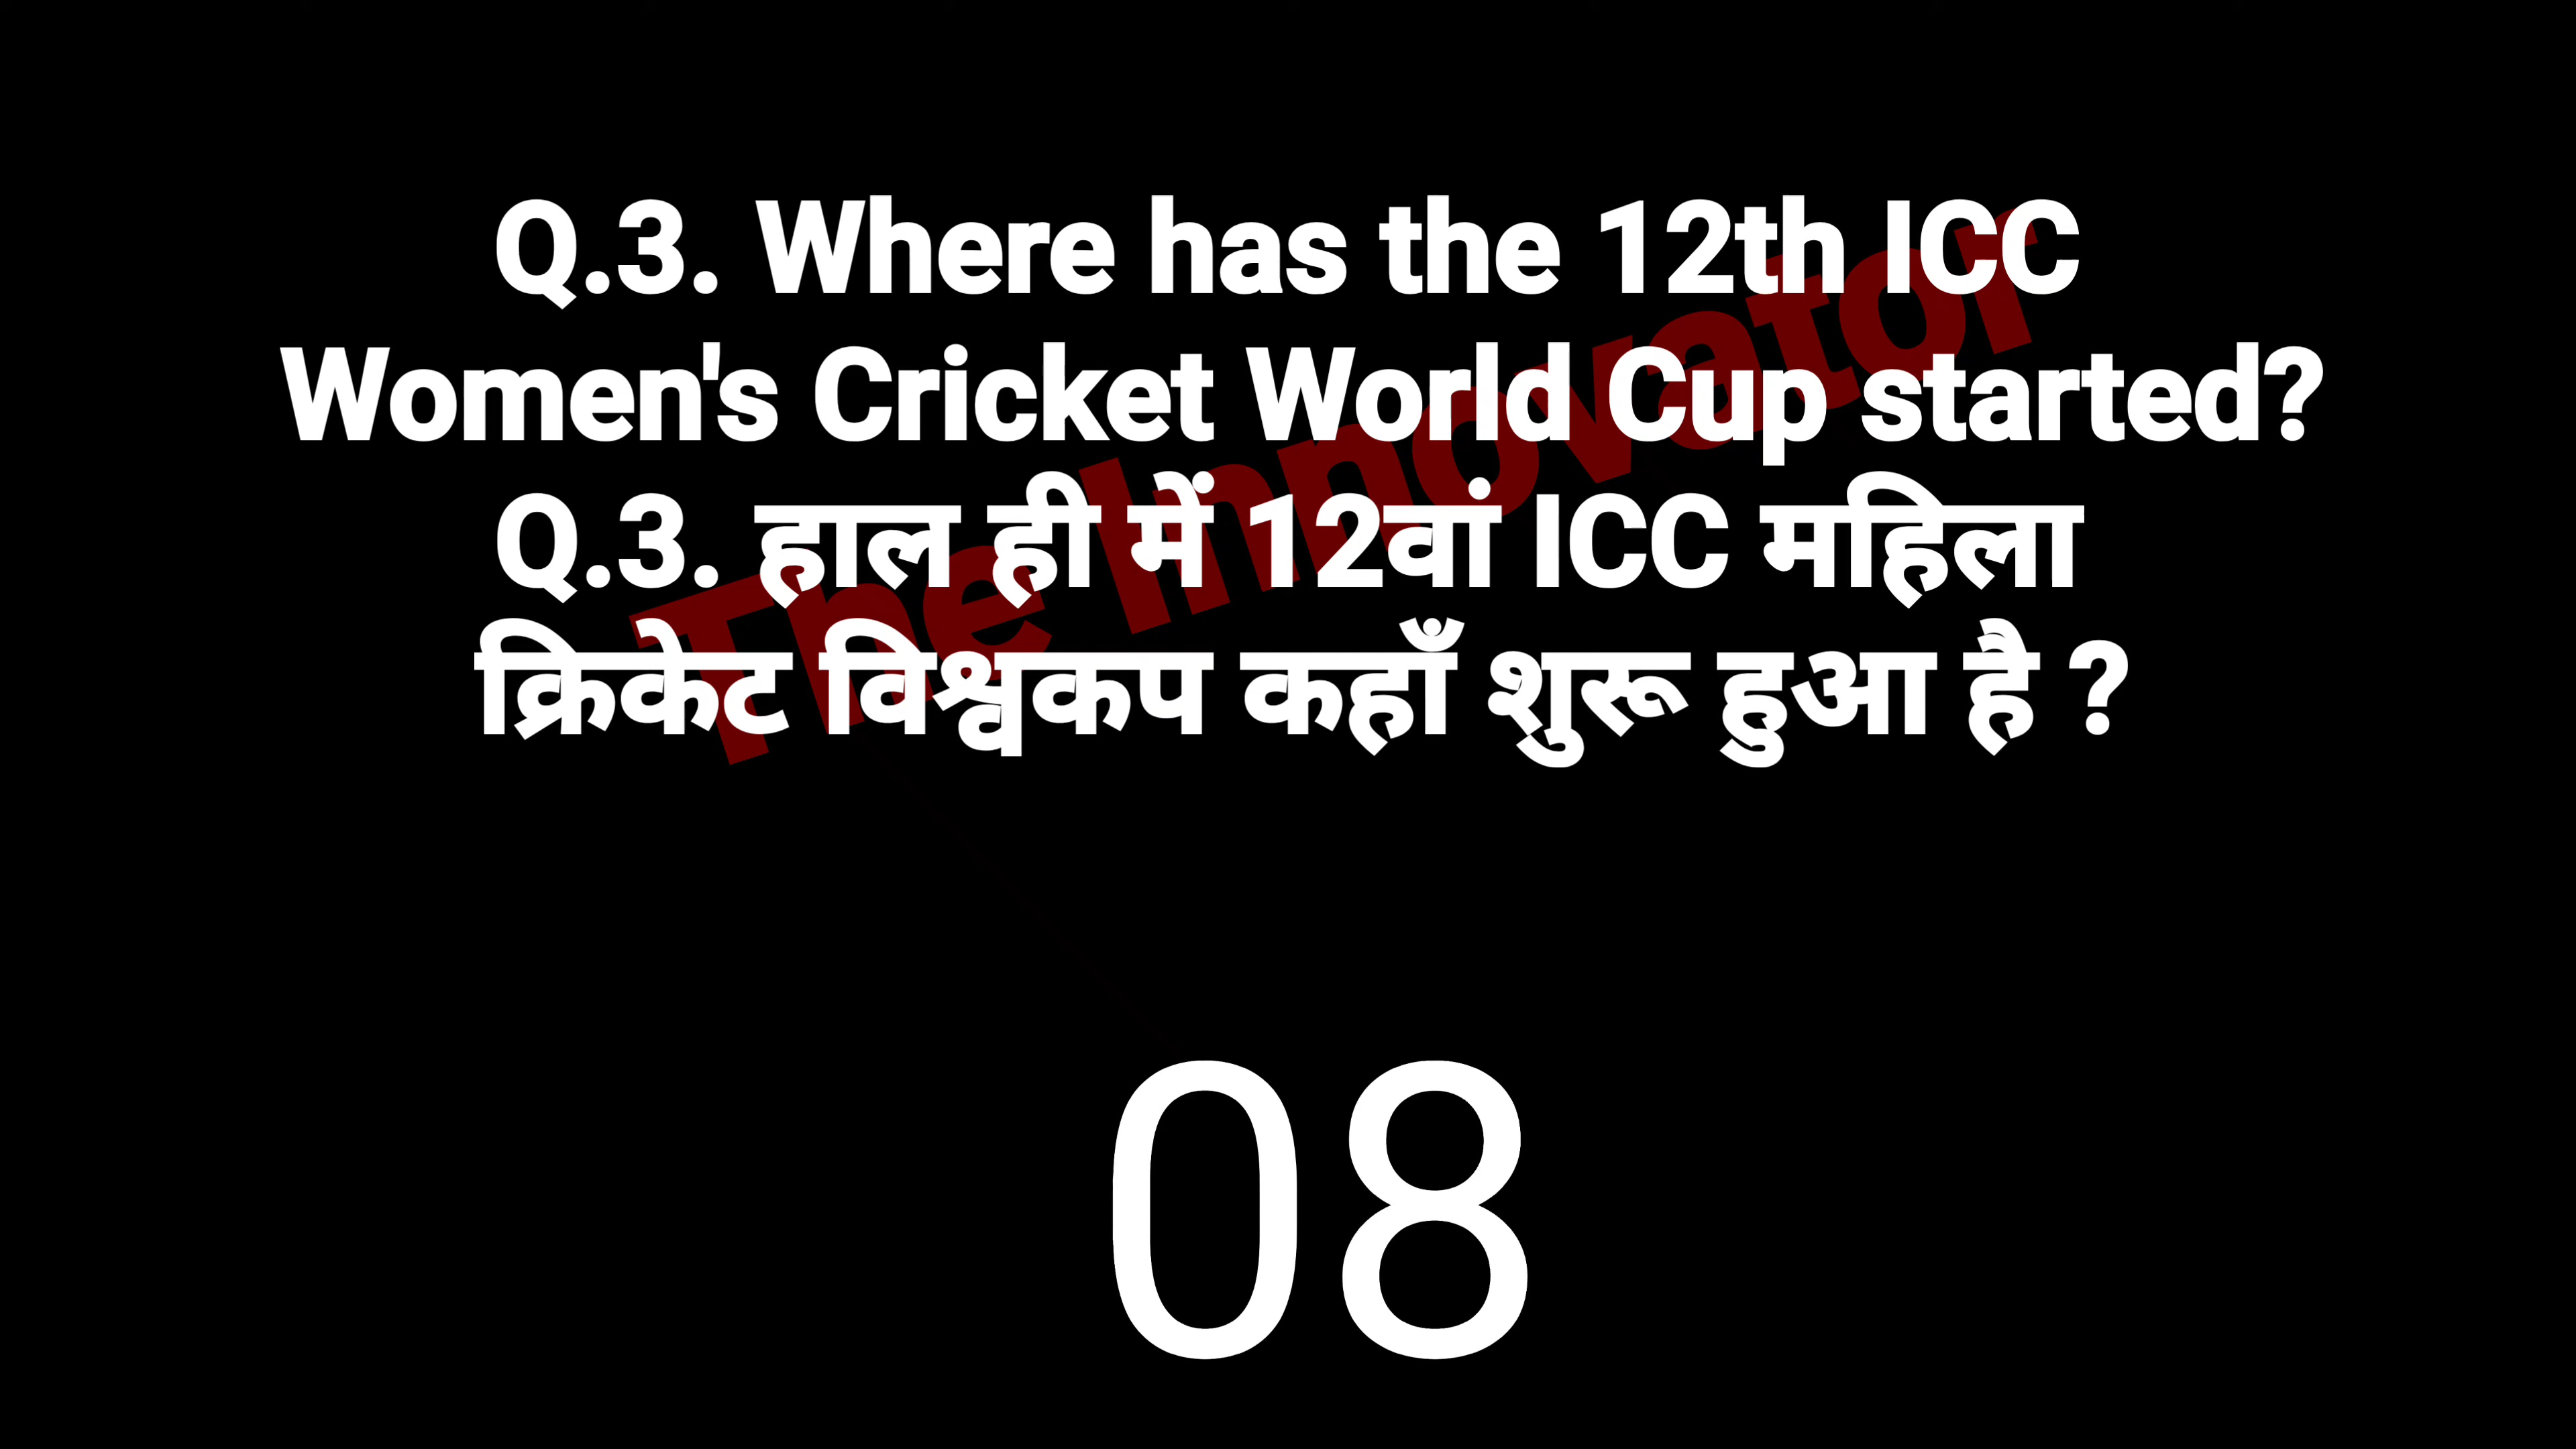 Q.3. Where has the 12th ICC
Women's Cricket World Cup started?
Q.3. हाल ही में 12वां ICC महिला
क्रिकेट विश्वकप कहाँ शुरू हुआ है ?
The Innovator
08